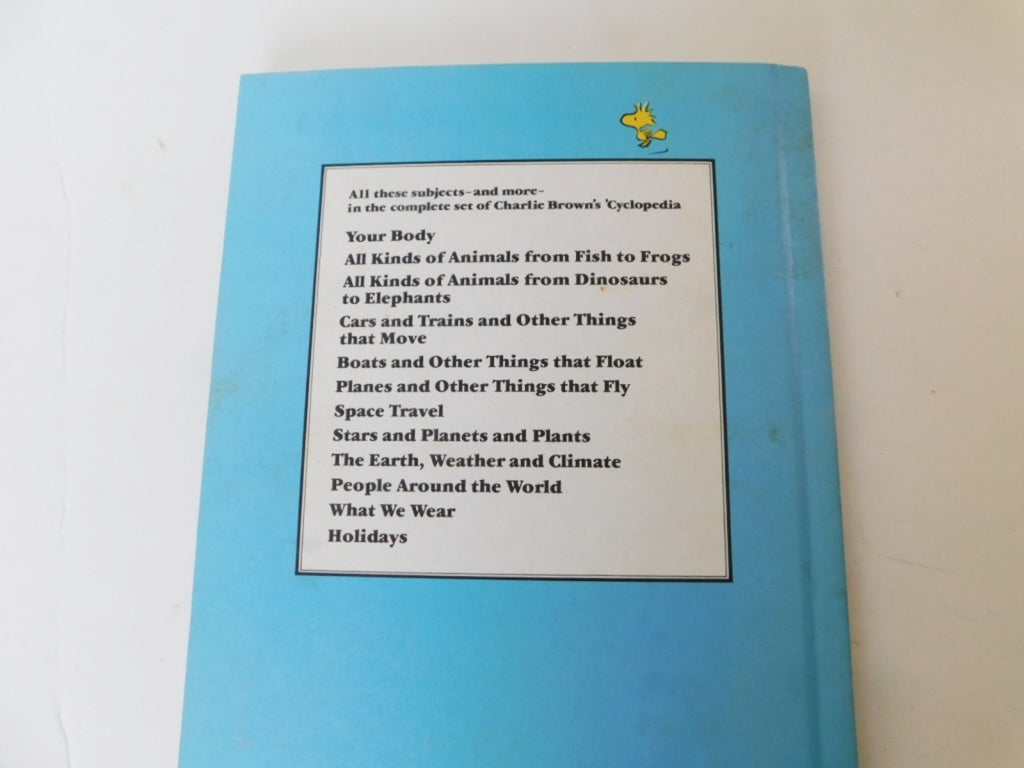 All these subjects-and more-
in the complete set of Charlie Brown's 'Cyclopedia
Your Body
All Kinds of Animals from Fish to Frogs
All Kinds of Animals from Dinosaurs
to Elephants
Cars and Trains and Other Things
that Move
Boats and Other Things that Float
Planes and Other Things that Fly
Space Travel
Stars and Planets and Plants
The Earth, Weather and Climate
People Around the World
What We Wear
Holidays